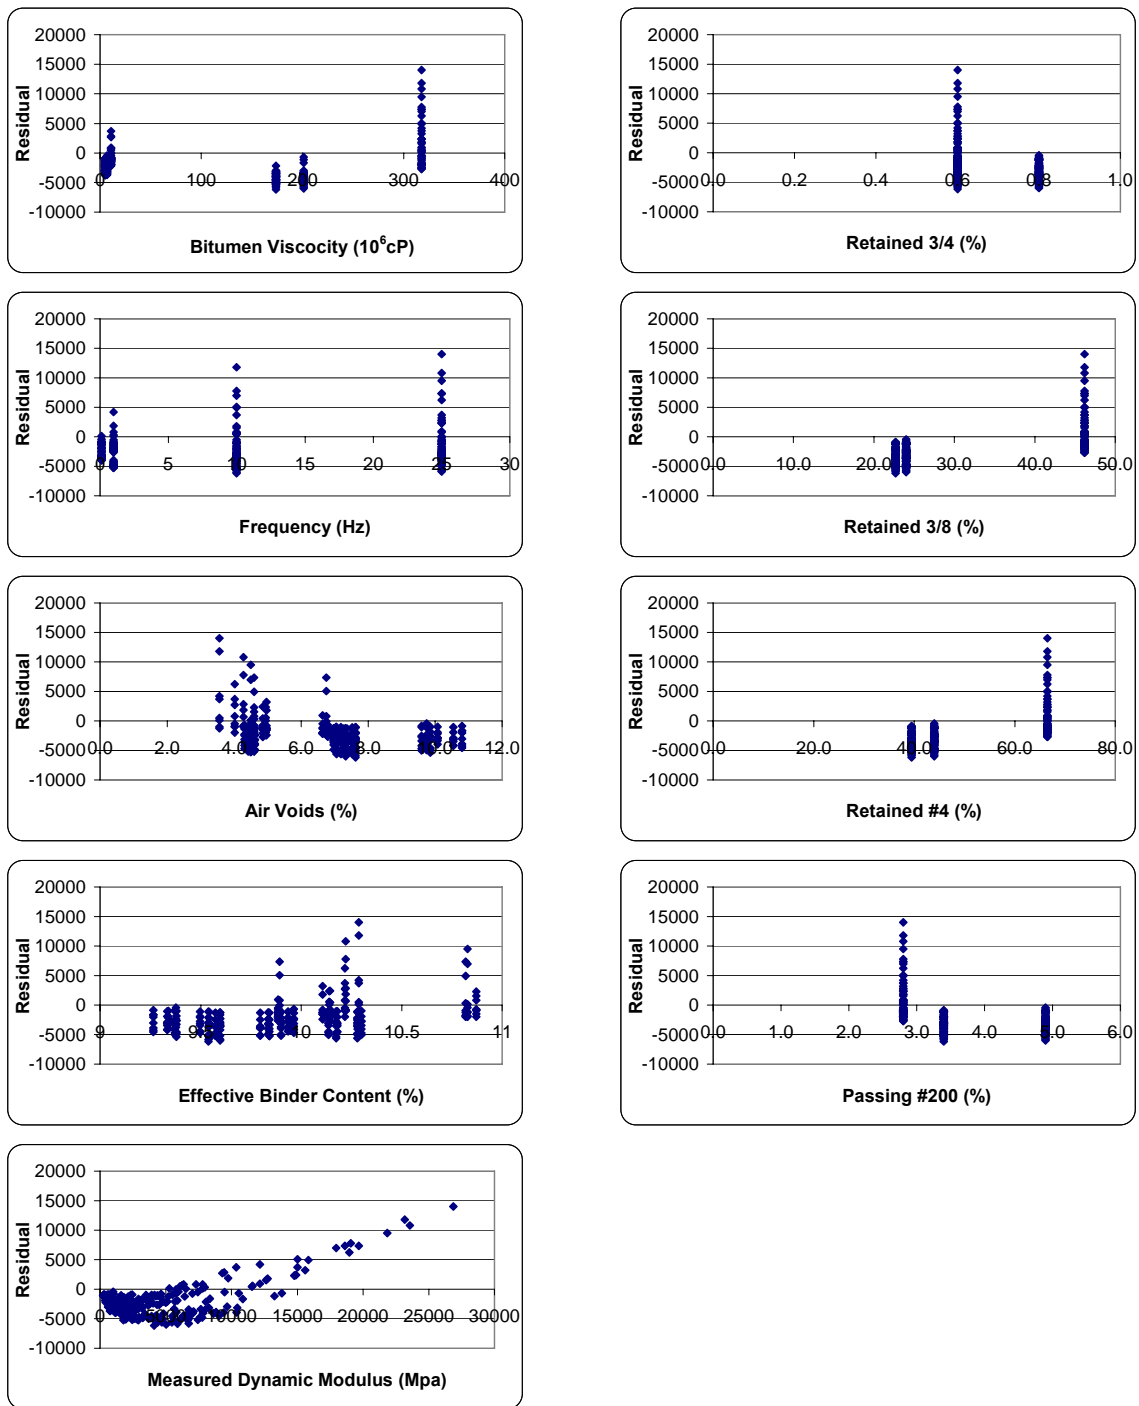 20000
15000
10000
5000
0
-5000
-10000
Residual
0 100 200 300 400
Bitumen Viscocity (10^6cP)
20000
15000
10000
5000
0
-5000
-10000
Residual
0.0 0.2 0.4 0.6 0.8 1.0
Retained 3/4 (%)
20000
15000
10000
5000
0
-5000
-10000
Residual
0 5 10 15 20 25 30
Frequency (Hz)
20000
15000
10000
5000
0
-5000
-10000
Residual
0.0 10.0 20.0 30.0 40.0 50.0
Retained 3/8 (%)
20000
15000
10000
5000
0
-5000
-10000
Residual
0.0 2.0 4.0 6.0 8.0 10.0 12.0
Air Voids (%)
20000
15000
10000
5000
0
-5000
-10000
Residual
0.0 20.0 40.0 60.0 80.0
Retained #4 (%)
20000
15000
10000
5000
0
-5000
-10000
Residual
9 9.5 10 10.5 11
Effective Binder Content (%)
20000
15000
10000
5000
0
-5000
-10000
Residual
0.0 1.0 2.0 3.0 4.0 5.0 6.0
Passing #200 (%)
20000
15000
10000
5000
0
-5000
-10000
Residual
0 5000 10000 15000 20000 25000 30000
Measured Dynamic Modulus (Mpa)